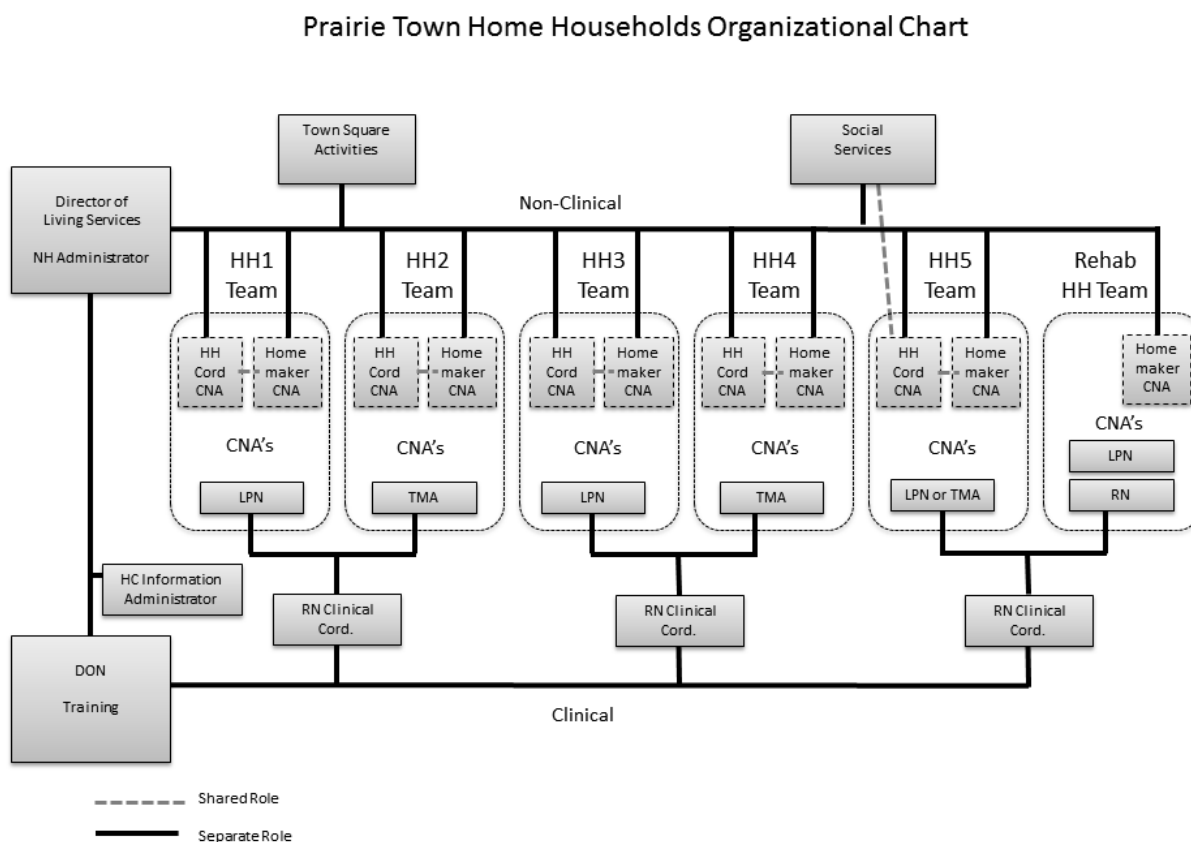 Prairie Town Home Households Organizational Chart
Town Square
Activities
Social
Services
Director of
Living Services
NH Administrator
Non-Clinical
HH1
Team
HH2
Team
HH3
Team
HH4
Team
HH5
Team
Rehab
HH Team
HH
Cord
CNA
Home
maker
CNA
HH
Cord
CNA
Home
maker
CNA
HH
Cord
CNA
Home
maker
CNA
HH
Cord
CNA
Home
maker
CNA
HH
Cord
CNA
Home
maker
CNA
Home
maker
CNA
CNA's
CNA's
CNA's
CNA's
CNA's
CNA's
LPN
TMA
LPN
TMA
LPN or TMA
LPN
RN
HC Information
Administrator
RN Clinical
Cord.
RN Clinical
Cord.
RN Clinical
Cord.
DON
Training
Clinical
Shared Role
Separate Role